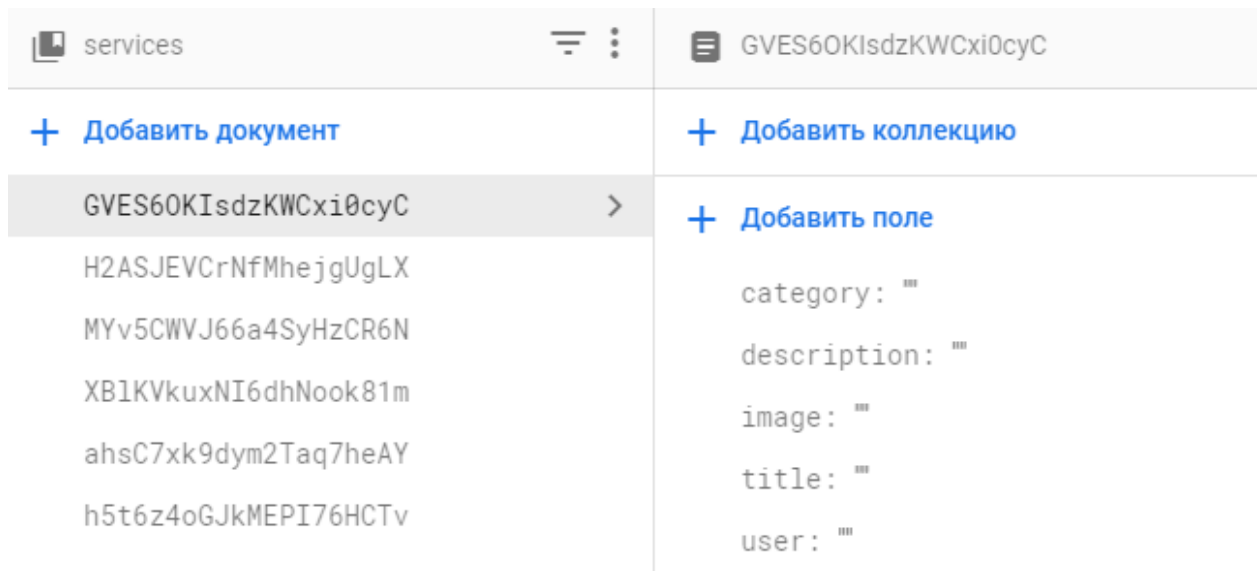 services
GVES6OKIsdzKWCxi0cyC
Добавить документ
Добавить коллекцию
GVES6OKIsdzKWCxi0cyC
H2ASJEVCrNfMhejgUgLX
MYv5CWVJ66a4SyHzCR6N
XBlKVkuxNI6dhNook81m
ahsC7xk9dym2Taq7heAY
h5t6z4oGJkMEPI76HCTv
Добавить поле
category: ""
description: ""
image: ""
title: ""
user: ""